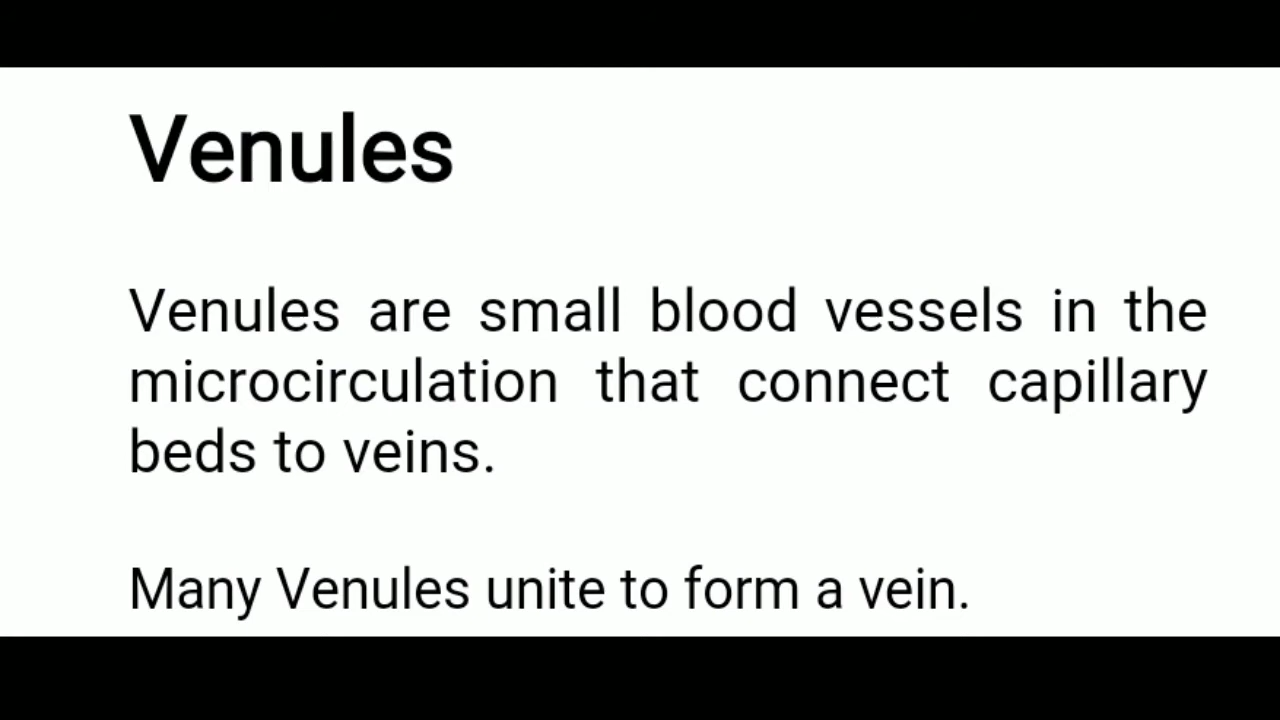 Venules
Venules are small blood vessels in the
microcirculation that connect capillary
beds to veins.
Many Venules unite to form a vein.